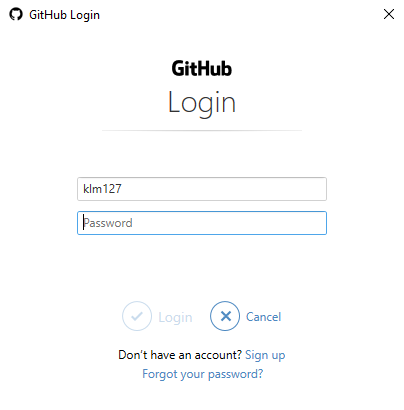 GitHub Login
GitHub
Login
klm127
Password
Login Cancel
Don't have an account? Sign up
Forgot your password?